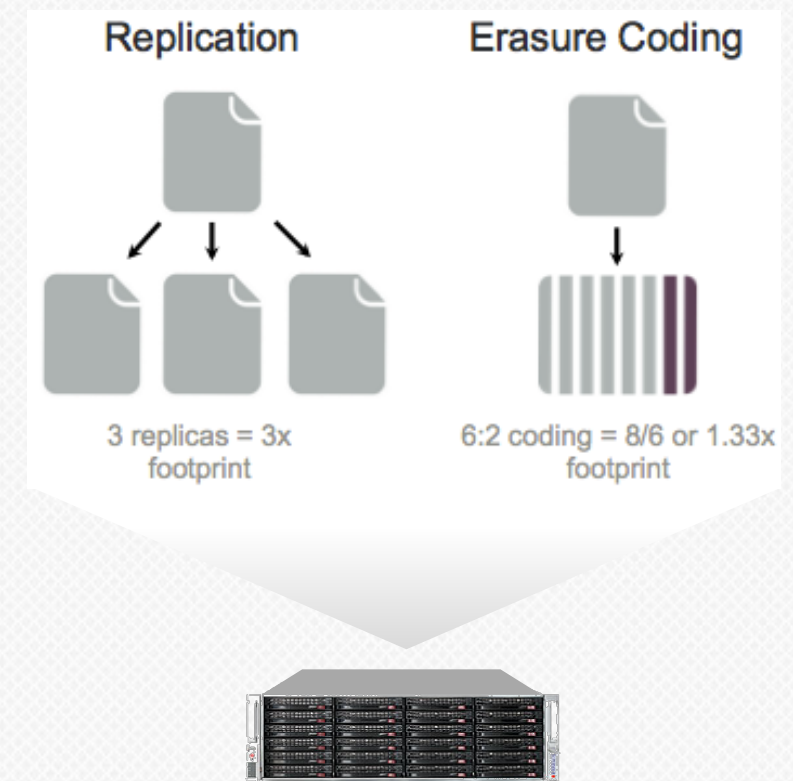 Replication
Erasure Coding
3 replicas = 3x
footprint
6:2 coding = 8/6 or 1.33x
footprint